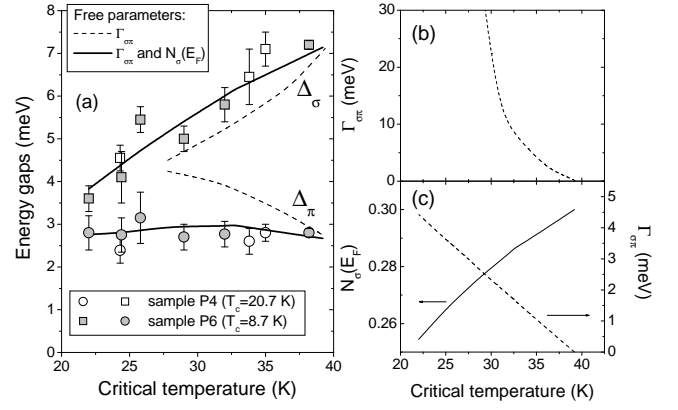 Free parameters:
Γσπ
Γσπ and Nσ(EF)
(a)
Δσ
Δπ
sample P4 (Tc=20.7 K)
sample P6 (Tc=8.7 K)
8
7
6
5
4
3
2
1
0
Energy gaps (meV)
20 25 30 35 40
Critical temperature (K)
(b)
30
20
10
0
Γσπ (meV)
(c)
0.30
0.28
0.26
Nσ(EF)
5
4
3
2
1
0
Γσπ (meV)
20 25 30 35 40
Critical temperature (K)